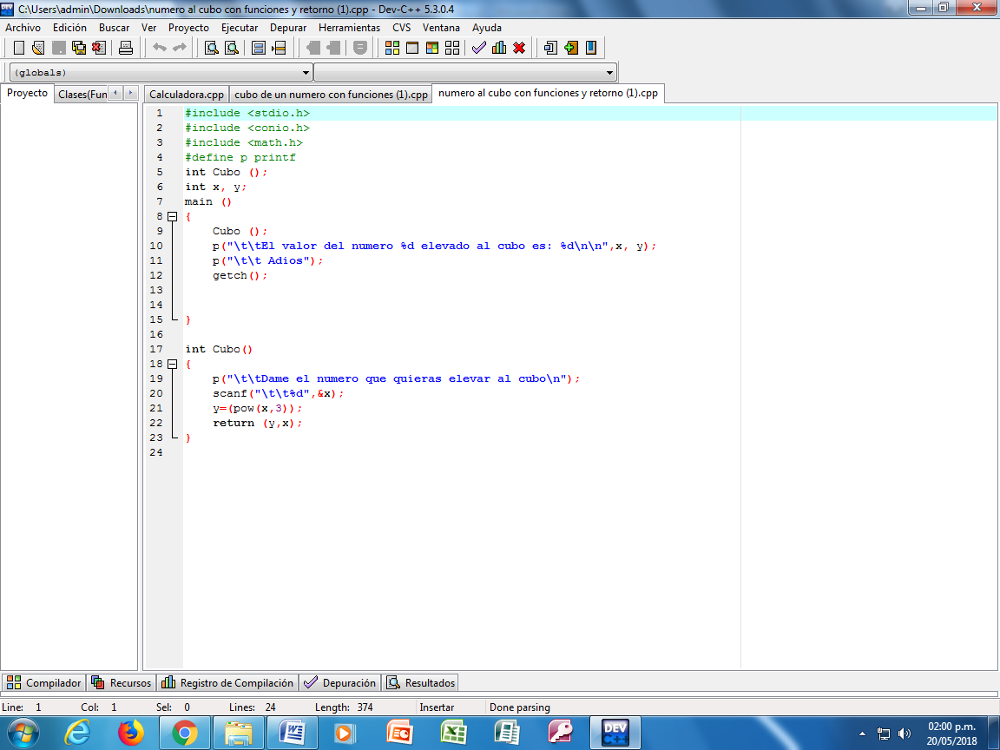 C:\Users\admin\Downloads\numero al cubo con funciones y retorno (1).cpp - Dev-C++ 5.3.0.4
Archivo Edición Buscar Ver Proyecto Ejecutar Depurar Herramientas CVS Ventana Ayuda
(globals)
Proyecto Clases(Fun Calculadora.cpp cubo de un numero con funciones (1).cpp numero al cubo con funciones y retorno (1).cpp
1 #include <stdio.h>
2 #include <conio.h>
3 #include <math.h>
4 #define p printf
5 int Cubo ();
6 int x, y;
7 main ()
8 {
9     Cubo ();
10     p("\t\tEl valor del numero %d elevado al cubo es: %d\n\n",x, y);
11     p("\t\t Adios");
12     getch();
13
14
15 }
16
17 int Cubo()
18 {
19     p("\t\tDame el numero que quieras elevar al cubo\n");
20     scanf("\t\t%d",&x);
21     y=(pow(x,3));
22     return (y,x);
23 }
24
Compilador Recursos Registro de Compilación Depuración Resultados
Line: 1 Col: 1 Sel: 0 Lines: 24 Length: 374 Insertar Done parsing
DEV C++
02:00 p.m.
20/05/2018